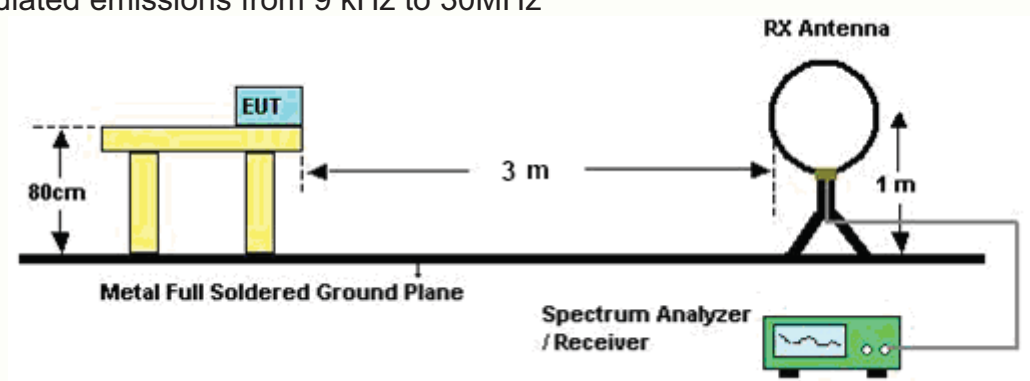 emissions from 9 kHz to 30MHz
RX Antenna
EUT
80cm
3 m
1 m
Metal Full Soldered Ground Plane
Spectrum Analyzer
/ Receiver